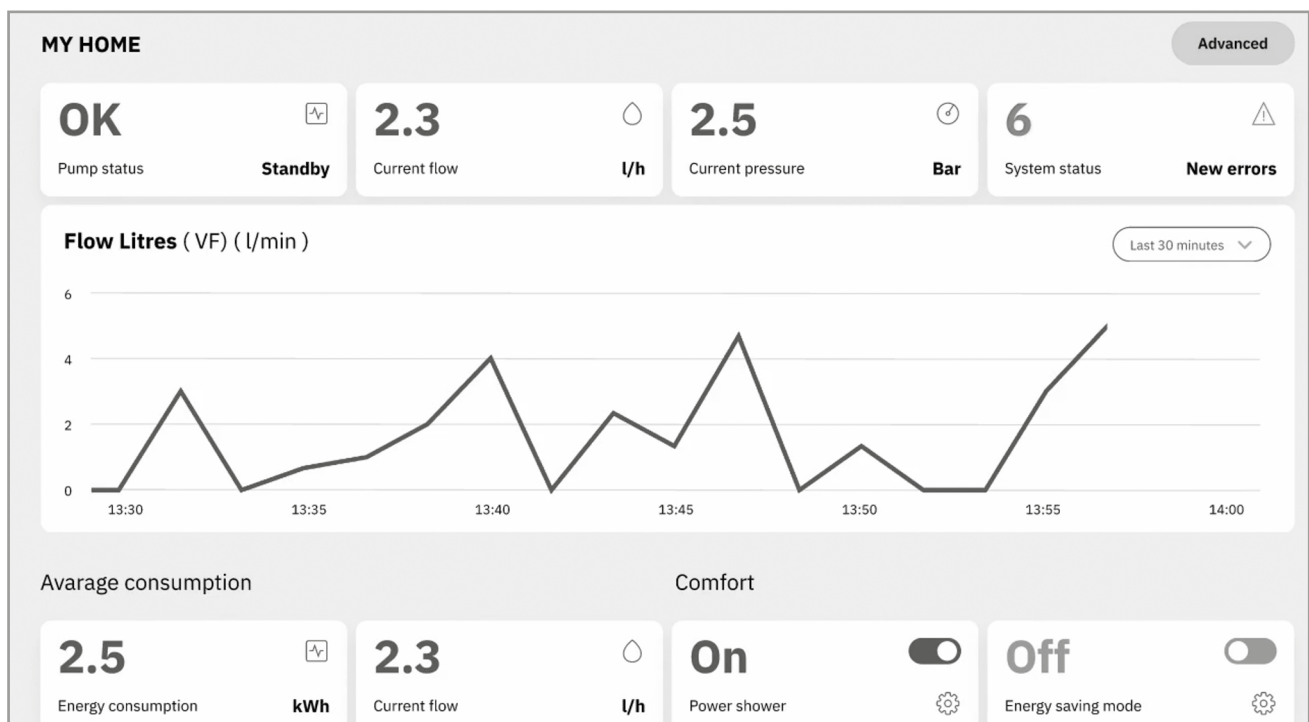 MY HOME
Advanced
OK
Pump status Standby
2.3
Current flow l/h
2.5
Current pressure Bar
6
System status New errors
Flow Litres ( VF) ( l/min )
Last 30 minutes
6
4
2
0
13:30 13:35 13:40 13:45 13:50 13:55 14:00
Avarage consumption
Comfort
2.5
Energy consumption kWh
2.3
Current flow l/h
On
Power shower
Off
Energy saving mode